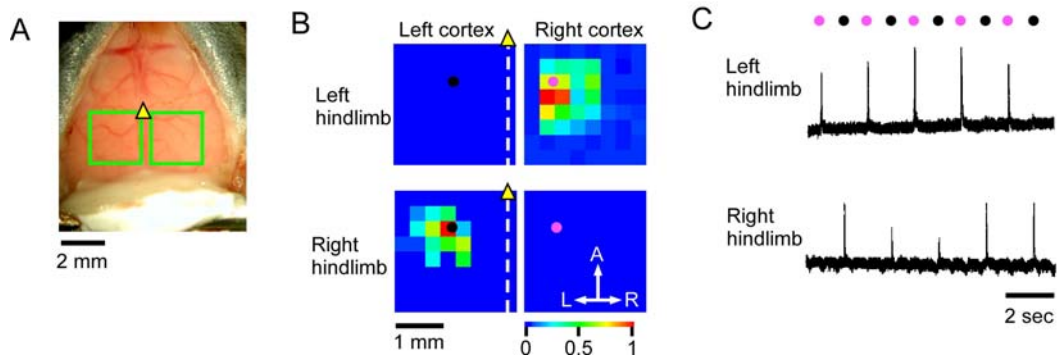 A
2 mm
B
Left cortex
Right cortex
Left
hindlimb
Right
hindlimb
A
L
R
1 mm
0
0.5
1
C
Left
hindlimb
Right
hindlimb
2 sec